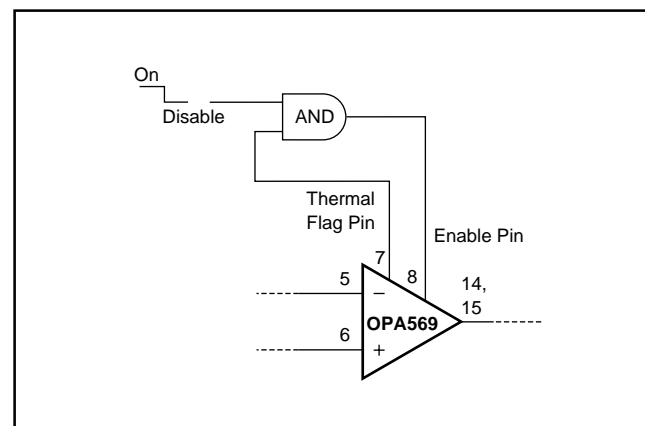 On
Disable
AND
Thermal
Flag Pin
Enable Pin
7
8
14,
15
5
−
OPA569
6
+